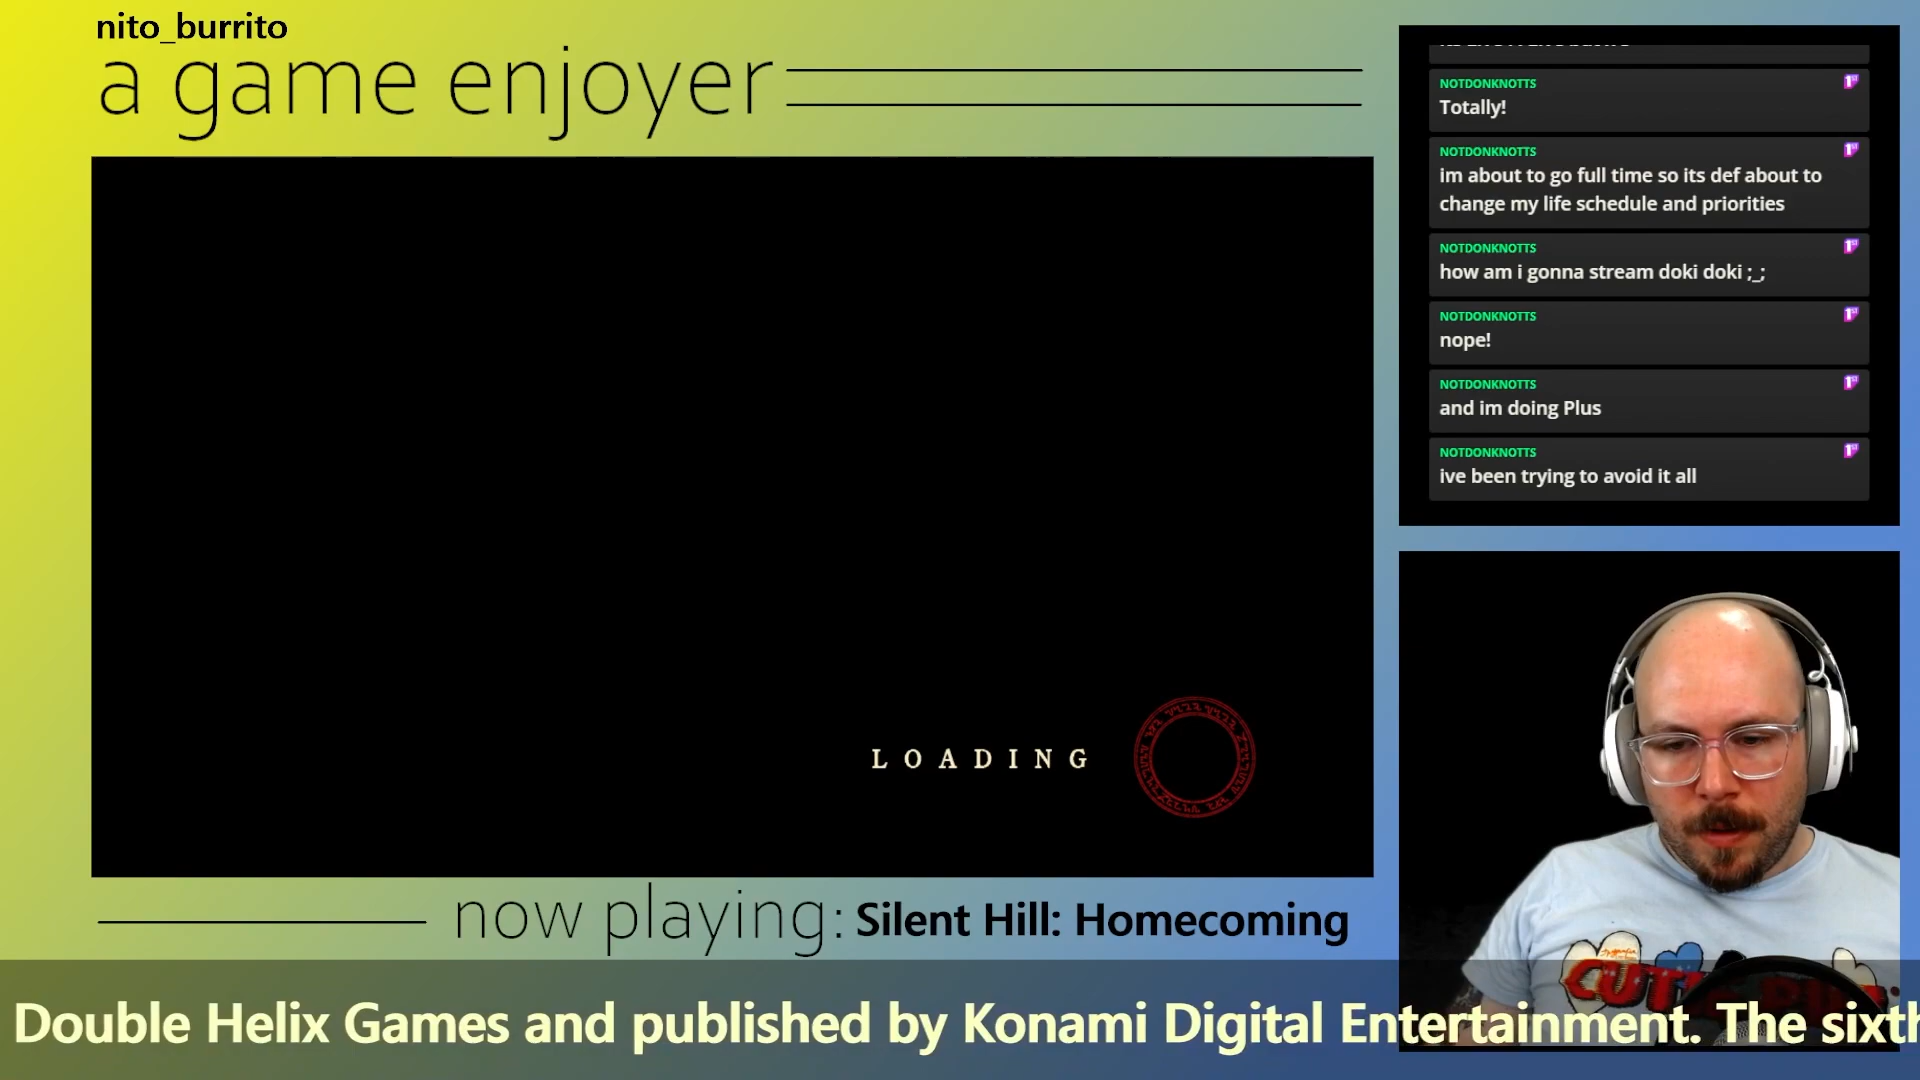 nito_burrito
a game enjoyer
NOTDONKNOTTS
Totally!
NOTDONKNOTTS
im about to go full time so its def about to
change my life schedule and priorities
NOTDONKNOTTS
how am i gonna stream doki doki ;_;
NOTDONKNOTTS
nope!
NOTDONKNOTTS
and im doing Plus
NOTDONKNOTTS
ive been trying to avoid it all
LOADING
now playing: Silent Hill: Homecoming
Double Helix Games and published by Konami Digital Entertainment. The sixth